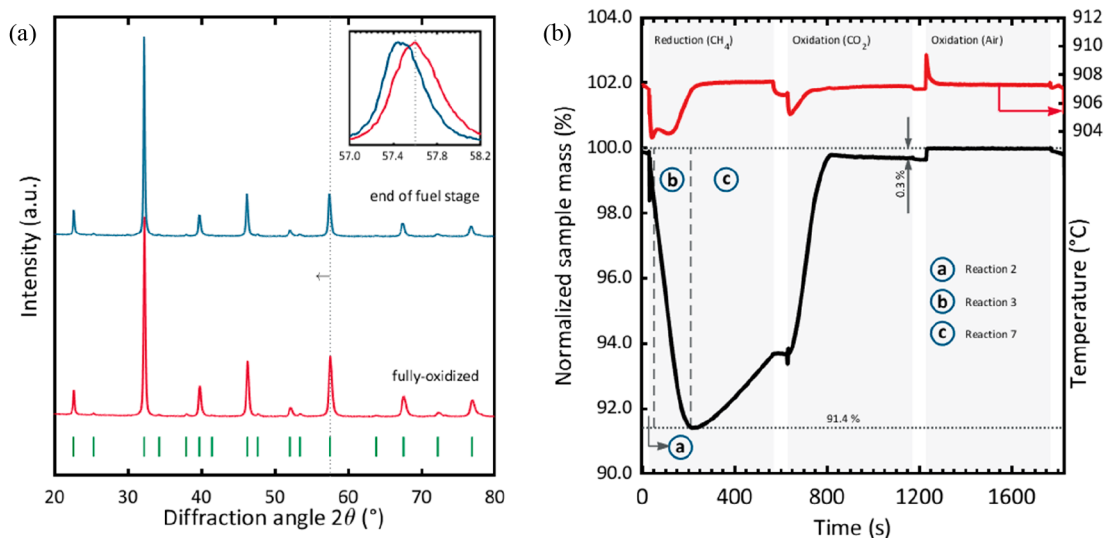 (a)
Intensity (a.u.)
end of fuel stage
fully-oxidized
57.0 57.4 57.8 58.2
20 30 40 50 60 70 80
Diffraction angle 2θ (°)
(b)
Normalized sample mass (%)
104.0
102.0
100.0
98.0
96.0
94.0
92.0
90.0
Reduction (CH4)
Oxidation (CO2)
Oxidation (Air)
b
c
0.3 %
a Reaction 2
b Reaction 3
c Reaction 7
91.4 %
a
0 400 800 1200 1600
Time (s)
912
910
908
906
904
Temperature (°C)